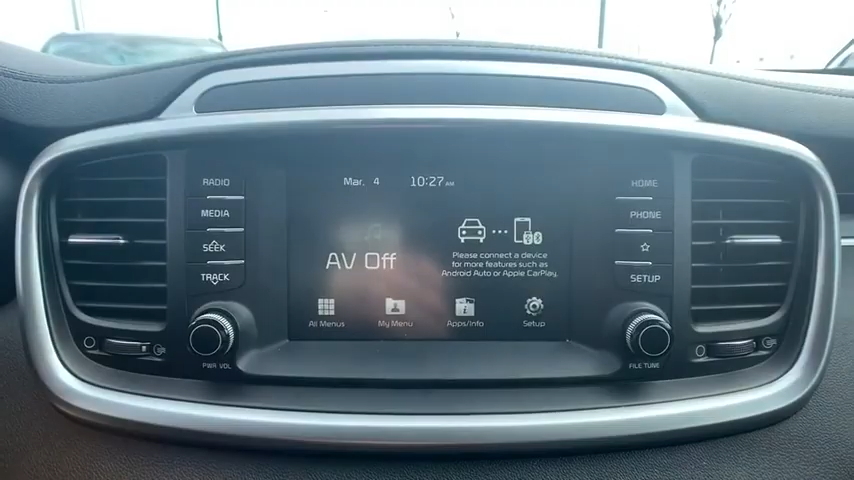 RADIO
MEDIA
SEEK
TRACK
PWR VOL
Mar. 4 10:27 AM
AV Off
Please connect a device
for more features such as
Android Auto or Apple CarPlay.
All Menus
My Menu
Apps/Info
Setup
HOME
PHONE
SETUP
FILE TUNE